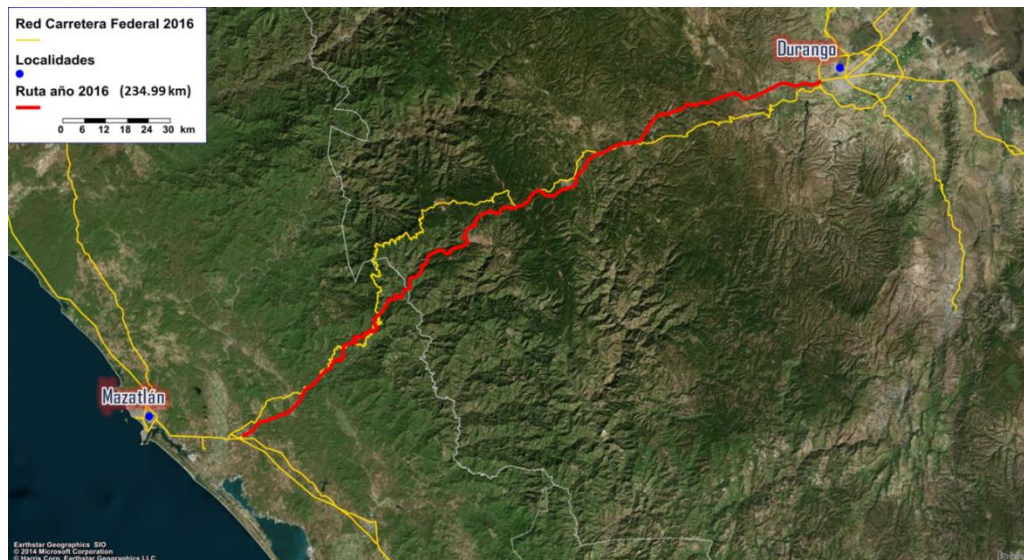 Red Carretera Federal 2016
Localidades
Ruta año 2016 (234.99 km)
0 6 12 18 24 30 km
Durango
Mazatlán
Earthstar Geographics SIO
© 2014 Microsoft Corporation
© Harris Corp, Earthstar Geographics LLC